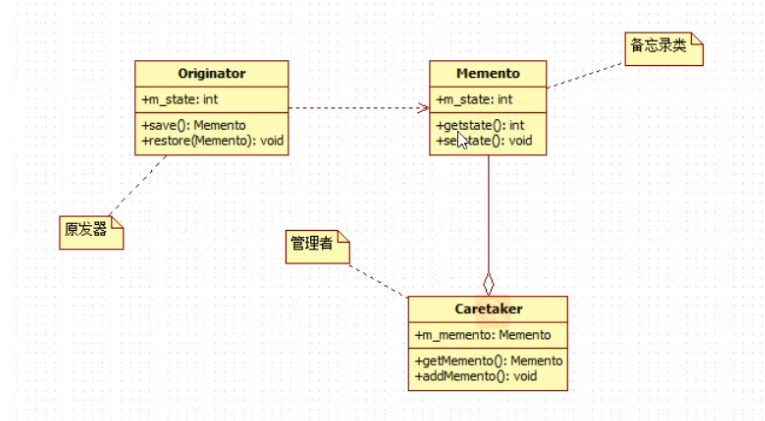 备忘录类
Originator
+m_state: int
+save(): Memento
+restore(Memento): void
Memento
+m_state: int
+getstate(): int
void
原发器
管理者
Caretaker
+m_memento: Memento
+getMemento(): Memento
+addMemento(): void